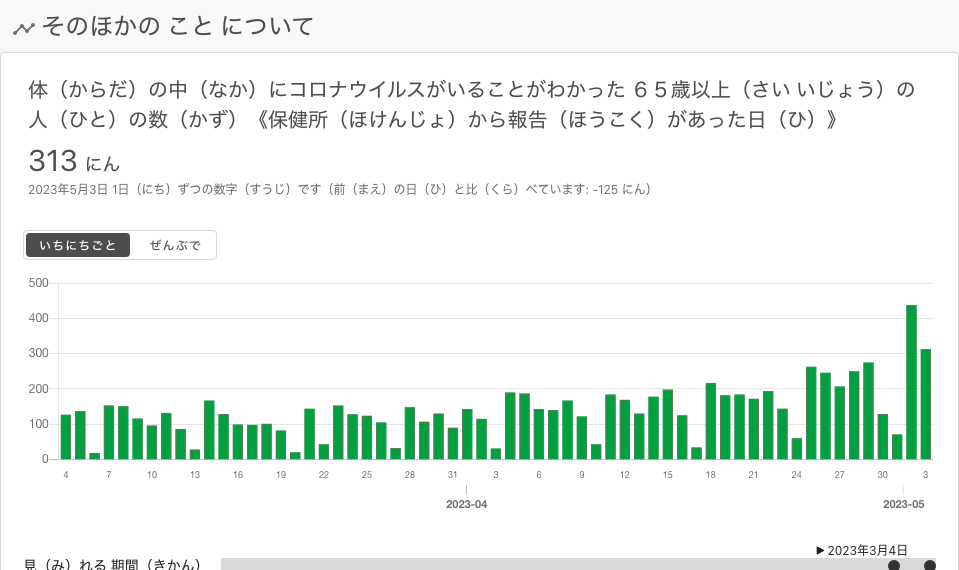 そのほかの こと について
体（からだ）の中（なか）にコロナウイルスがいることがわかった ６５歳以上（さい いじょう）の
人（ひと）の数（かず）《保健所（ほけんじょ）から報告（ほうこく）があった日（ひ）》
313 にん
2023年5月3日 1日（にち）ずつの数字（すうじ）です（前（まえ）の日（ひ）と比（くら）べています: -125 にん）
いちにちごと ぜんぶで
500
400
300
200
100
0
4 7 10 13 16 19 22 25 28 31 3 6 9 12 15 18 21 24 27 30 3
2023-04 2023-05
▶ 2023年3月4日
見（み）れる 期間（きかん）